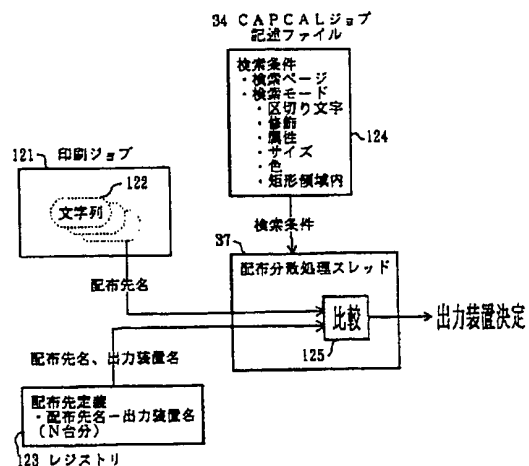 34 CAPCALジョブ
記述ファイル
検索条件
・検索ページ
・検索モード
・区切り文字
・修飾
・属性
・サイズ
・色
・矩形領域内
124
121 印刷ジョブ
122
文字列
検索条件
37
配布分散処理スレッド
配布先名
比較
出力装置決定
125
配布先名、出力装置名
配布先定義
・配布先名－出力装置名
（N台分）
123 レジストリ